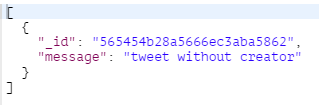 [
  {
    "_id": "565454b28a5666ec3aba5862",
    "message": "tweet without creator"
  }
]